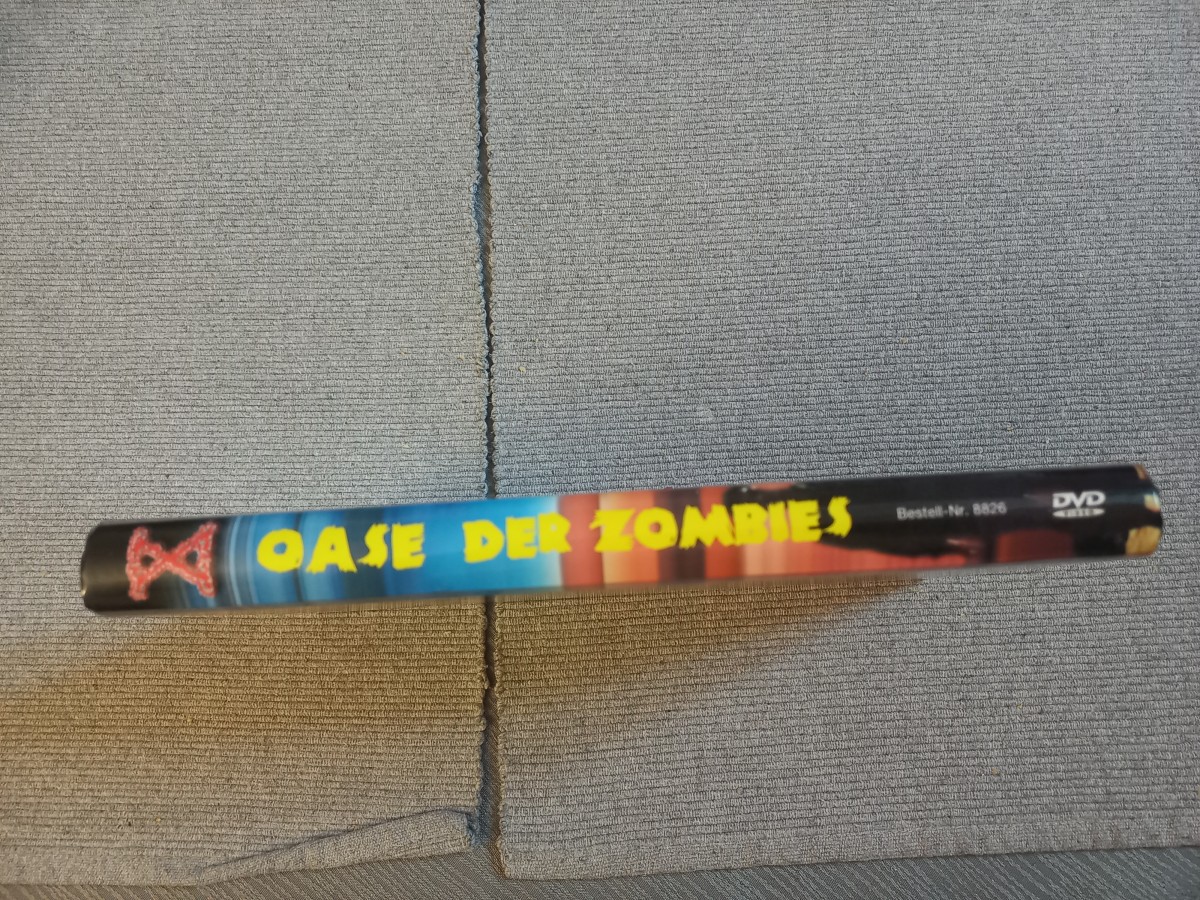 X
OASE DER ZOMBIES
Bestell-Nr. 8826
DVD